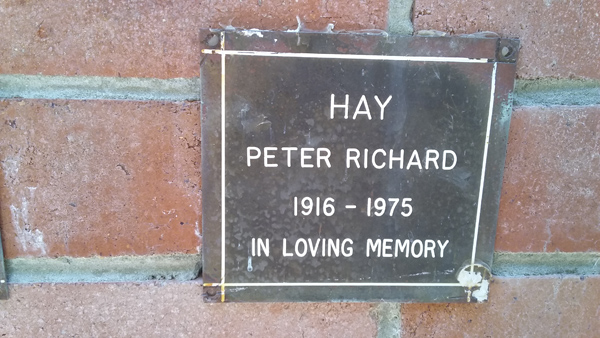 HAY
PETER RICHARD
1916 - 1975
IN LOVING MEMORY